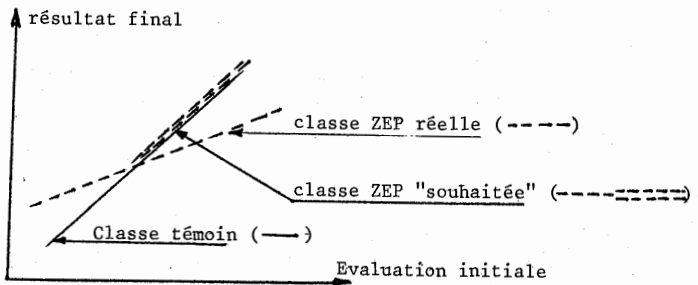 résultat final
classe ZEP réelle (----)
classe ZEP "souhaitée" (----====)
Classe témoin (—)
Evaluation initiale